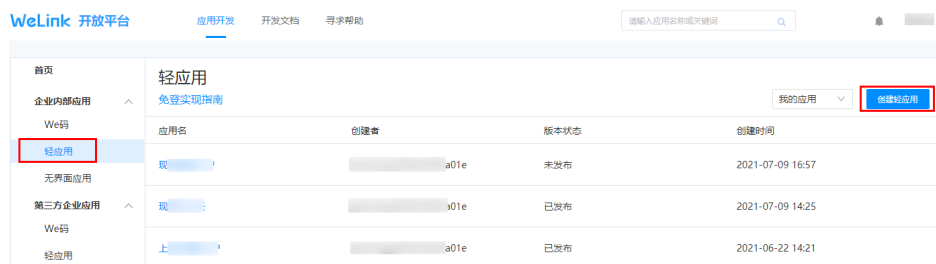 WeLink 开放平台 应用开发 开发文档 寻求帮助 请输入应用名称或关键词
首页
企业内部应用
We码
轻应用
无界面应用
第三方企业应用
We码
轻应用
轻应用
免登实现指南
我的应用 创建轻应用
应用名 创建者 版本状态 创建时间
现 a01e 未发布 2021-07-09 16:57
现 a01e 已发布 2021-07-09 14:25
上 a01e 已发布 2021-06-22 14:21